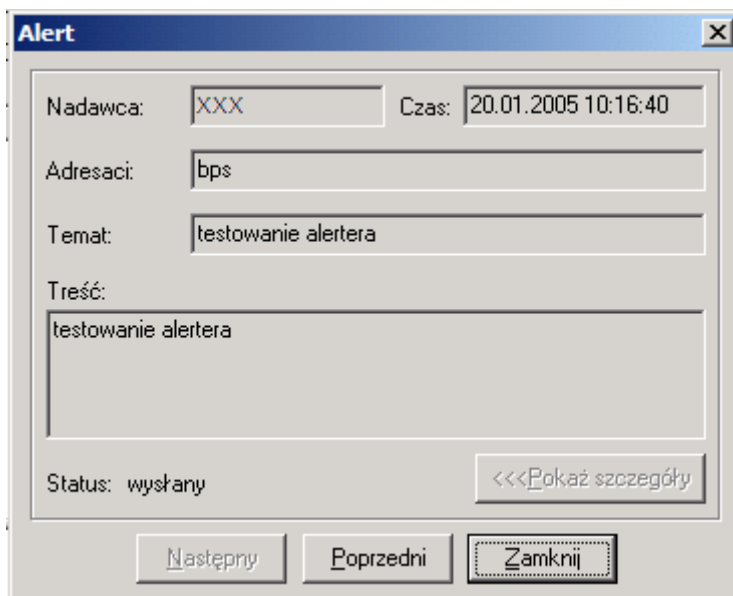 Alert
Nadawca: XXX Czas: 20.01.2005 10:16:40
Adresaci: bps
Temat: testowanie alertera
Treść:
testowanie alertera
Status: wysłany <<<Pokaż szczegóły
Następny Poprzedni Zamknij